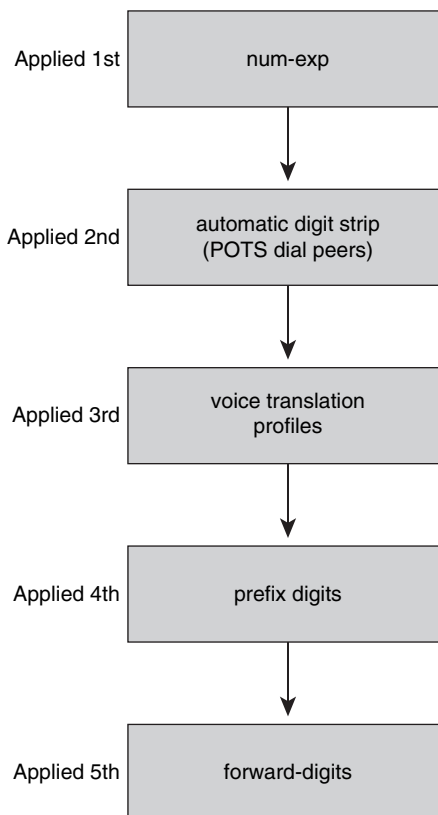 Applied 1st
num-exp
Applied 2nd
automatic digit strip
(POTS dial peers)
Applied 3rd
voice translation
profiles
Applied 4th
prefix digits
Applied 5th
forward-digits